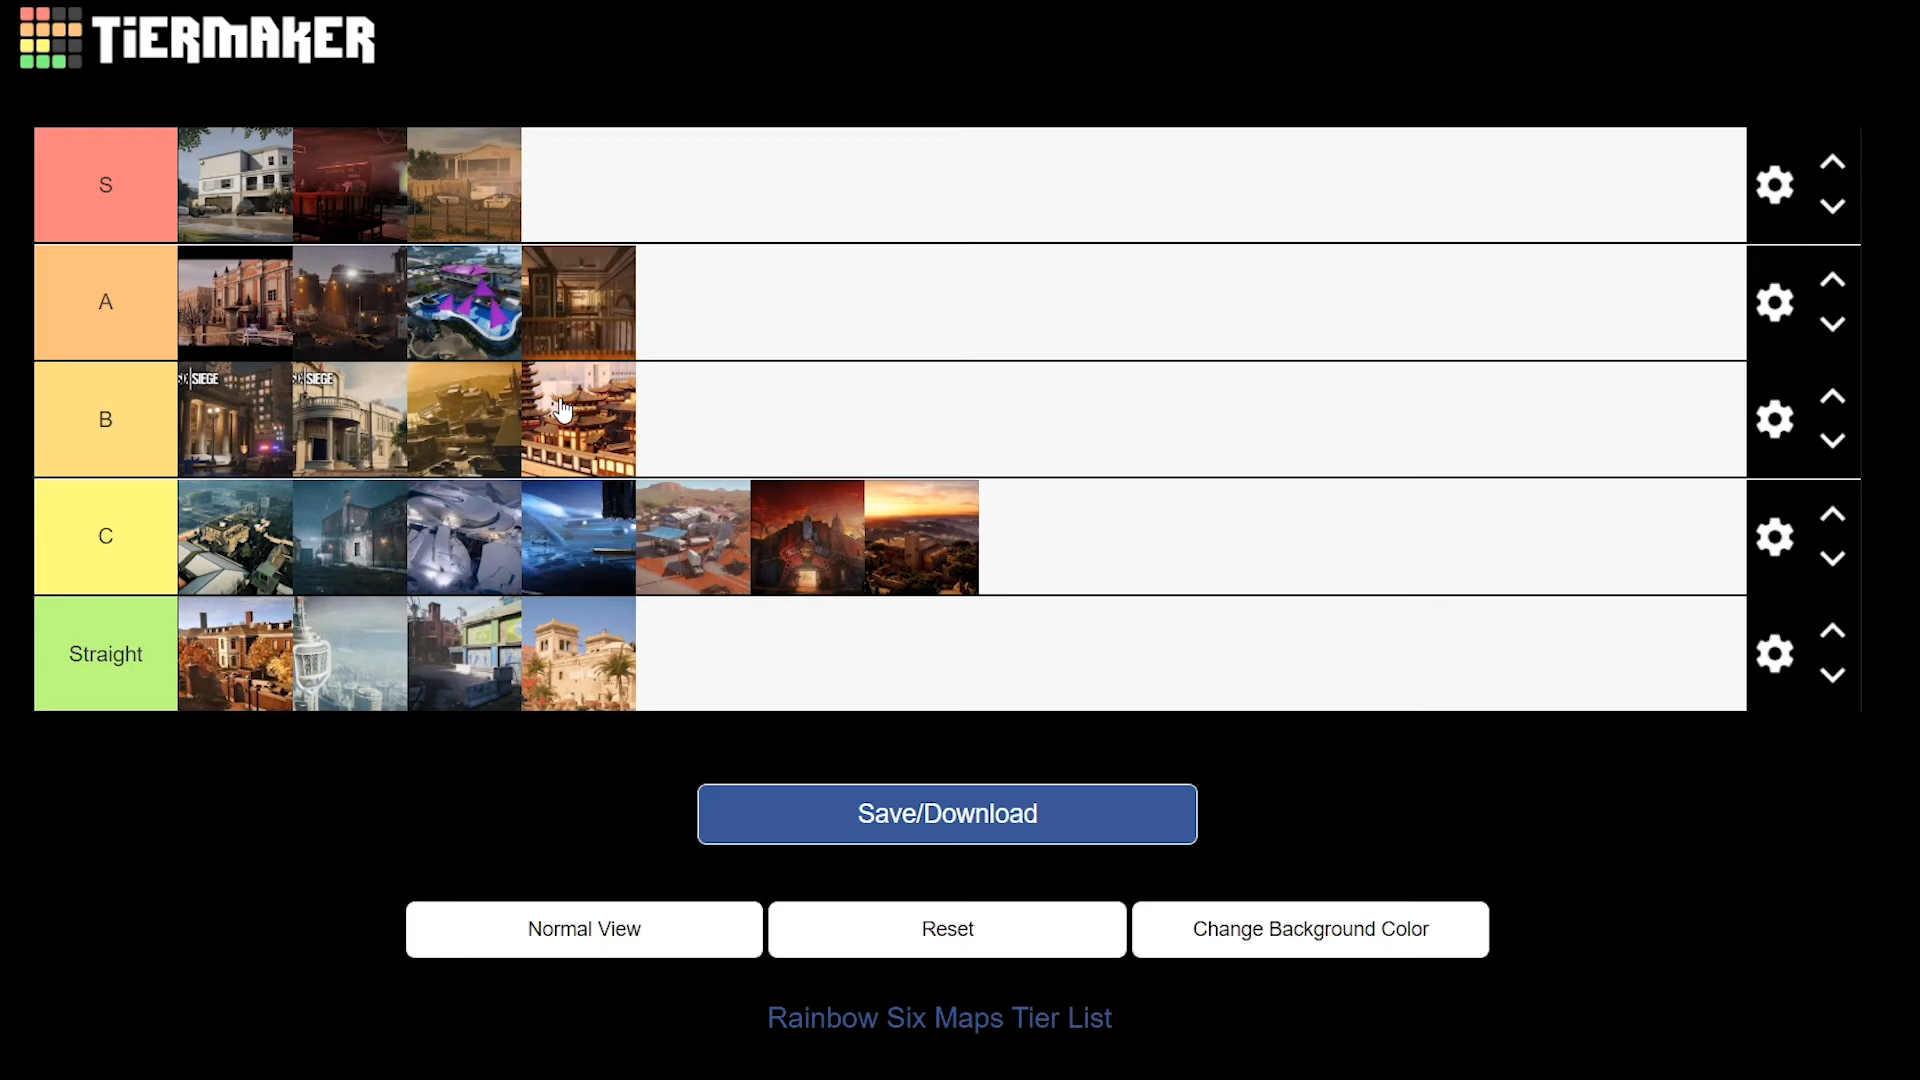 TiERMAKER
S
A
B
SIEGE
SIEGE
C
Straight
Save/Download
Normal View
Reset
Change Background Color
Rainbow Six Maps Tier List